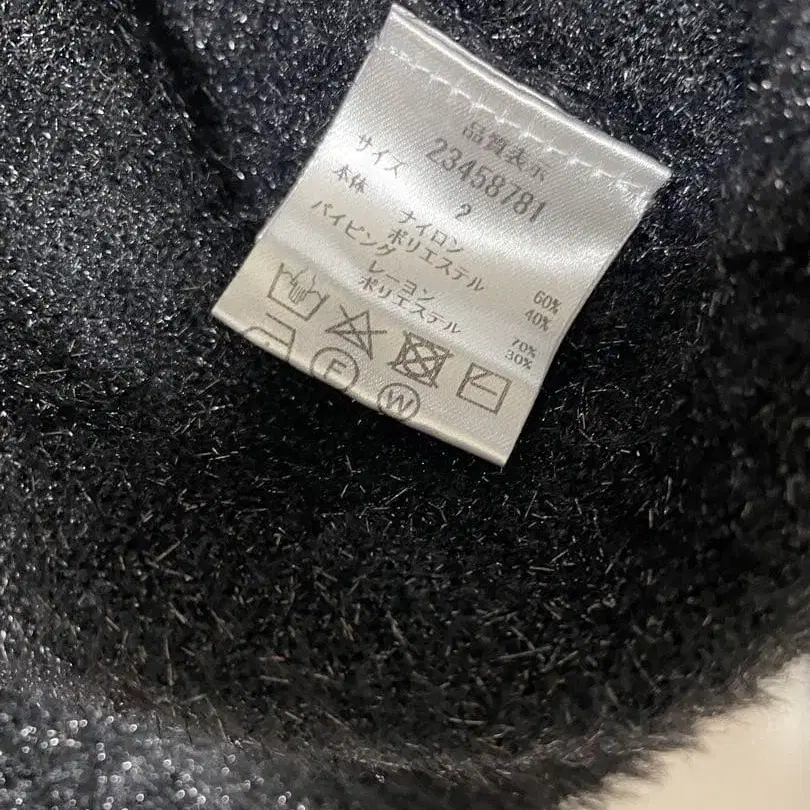 品質表示
23458781
サイズ 2
本体 ナイロン 60%
ポリエステル 40%
パイピング
レーヨン 70%
ポリエステル 30%
F W